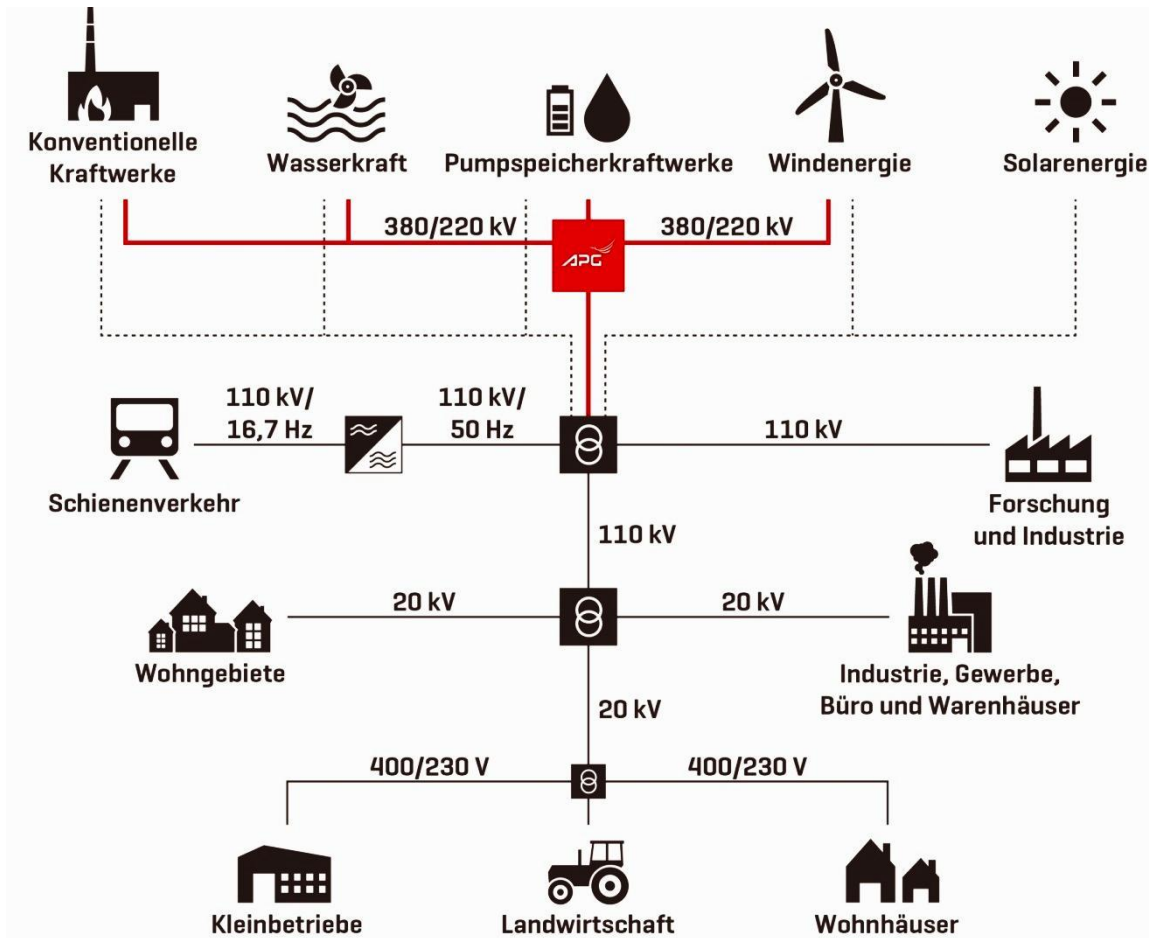 Konventionelle
Kraftwerke
Wasserkraft
Pumpspeicherkraftwerke
Windenergie
Solarenergie
380/220 kV
380/220 kV
APG
110 kV/
16,7 Hz
110 kV/
50 Hz
110 kV
Schienenverkehr
Forschung
und Industrie
110 kV
20 kV
20 kV
Wohngebiete
Industrie, Gewerbe,
Büro und Warenhäuser
20 kV
400/230 V
400/230 V
Kleinbetriebe
Landwirtschaft
Wohnhäuser